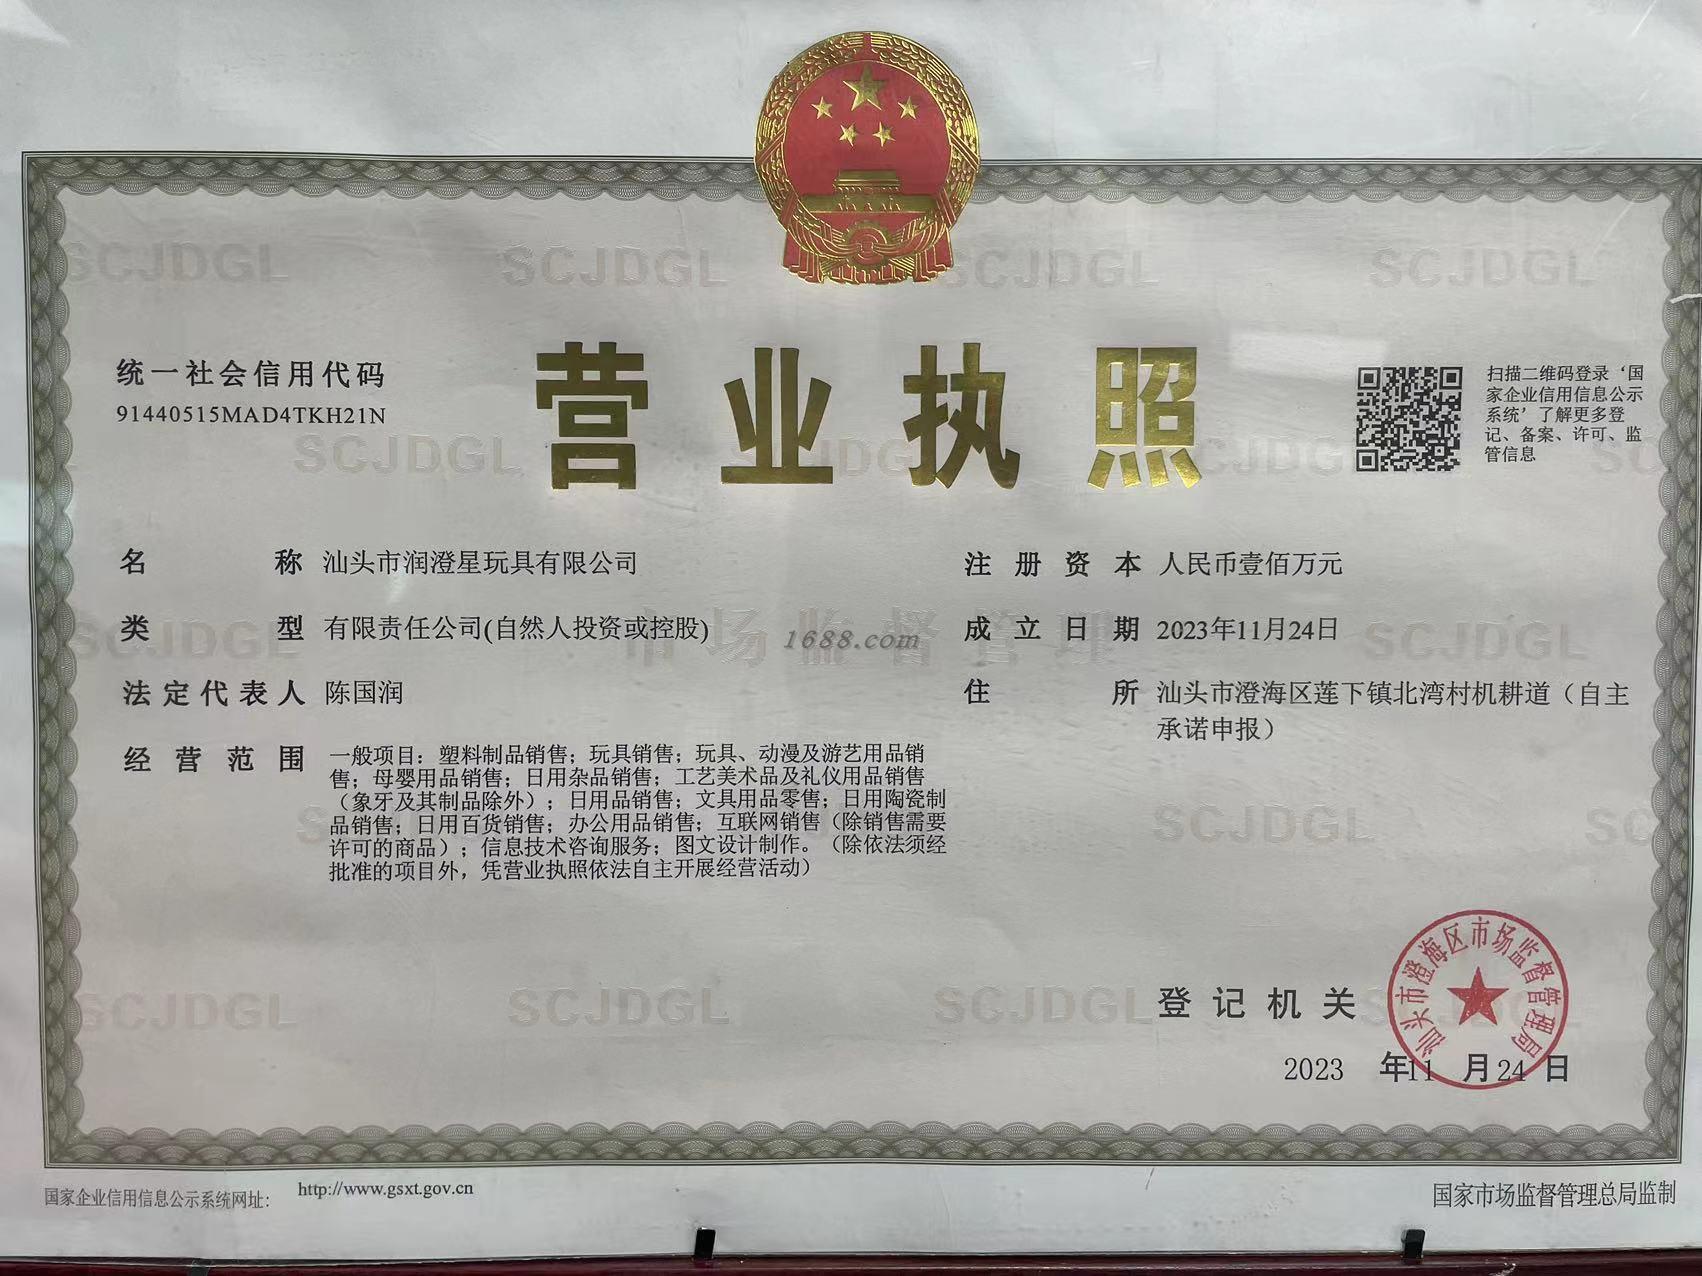 SCJDGL SCJDGL SCJDGL SCJDGL
营业执照
统一社会信用代码
91440515MAD4TKH21N
扫描二维码登录‘国
家企业信用信息公示
系统’了解更多登
记、备案、许可、监
管信息
SCJDGL
名称 汕头市润澄星玩具有限公司
注册资本 人民币壹佰万元
类型 有限责任公司(自然人投资或控股)
成立日期 2023年11月24日
市场监督管理
1688.com
SCJDGL SCJDGL
法定代表人 陈国润
住所 汕头市澄海区莲下镇北湾村机耕道（自主
承诺申报）
经营范围 一般项目：塑料制品销售；玩具销售；玩具、动漫及游艺用品销
售；母婴用品销售；日用杂品销售；工艺美术品及礼仪用品销售
（象牙及其制品除外）；日用品销售；文具用品零售；日用陶瓷制
品销售；日用百货销售；办公用品销售；互联网销售（除销售需要
许可的商品）；信息技术咨询服务；图文设计制作。（除依法须经
批准的项目外，凭营业执照依法自主开展经营活动）
SCJDGL
SCJDGL SCJDGL SCJDGL
登记机关
汕头市澄海区市场监督管理局
2023 年11 月24 日
国家企业信用信息公示系统网址：
http://www.gsxt.gov.cn
国家市场监督管理总局监制